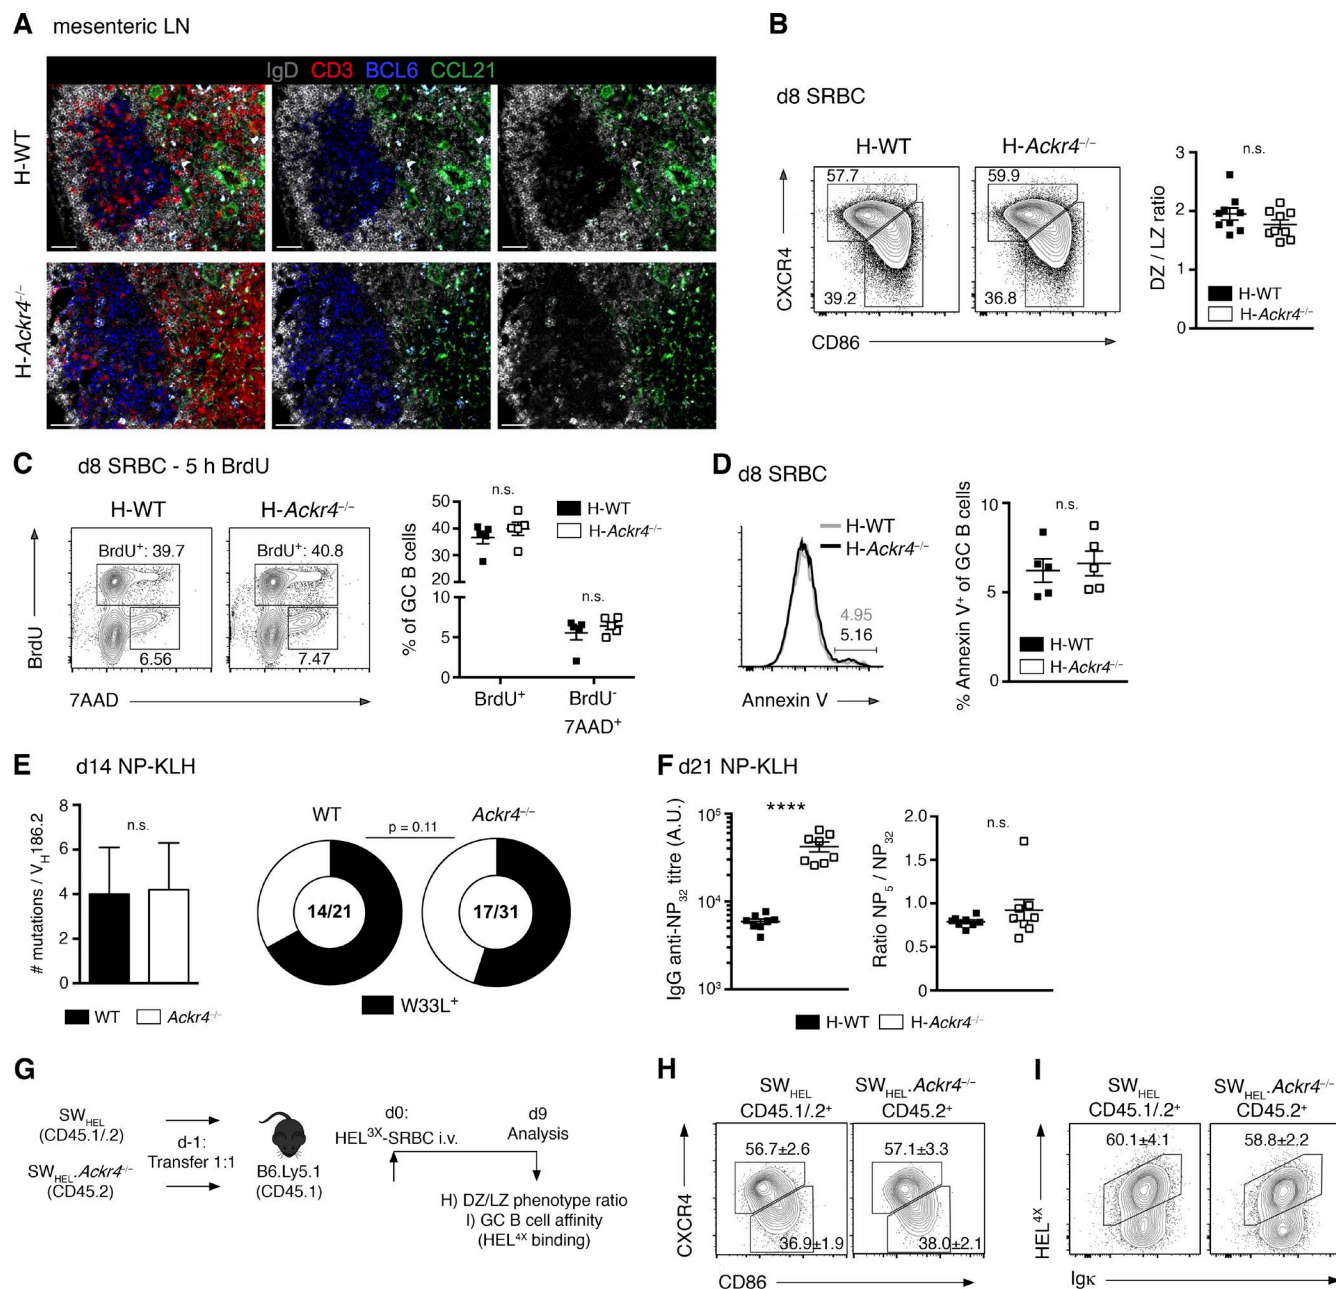 A mesenteric LN
IgD CD3 BCL6 CCL21
H-WT
H-Ackr4–/–
B
d8 SRBC
H-WT
H-Ackr4–/–
57.7
59.9
39.2
36.8
CXCR4
CD86
DZ / LZ ratio
3
2
1
0
n.s.
H-WT
H-Ackr4–/–
C d8 SRBC - 5 h BrdU
H-WT
H-Ackr4–/–
BrdU+: 39.7
BrdU+: 40.8
6.56
7.47
BrdU
7AAD
% of GC B cells
50
40
30
20
10
5
0
n.s.
n.s.
H-WT
H-Ackr4–/–
BrdU+
BrdU-
7AAD+
D d8 SRBC
H-WT
H-Ackr4–/–
4.95
5.16
Annexin V
% Annexin V+ of GC B cells
10
5
0
n.s.
H-WT
H-Ackr4–/–
E d14 NP-KLH
# mutations / VH186.2
8
6
4
2
0
n.s.
WT
Ackr4–/–
WT
Ackr4–/–
p = 0.11
14/21
17/31
W33L+
F d21 NP-KLH
IgG anti-NP32 titre (A.U.)
10^5
10^4
10^3
****
Ratio NP5 / NP32
2.0
1.5
1.0
0.5
0
n.s.
H-WT
H-Ackr4–/–
G
SWHEL
(CD45.1/.2)
SWHEL.Ackr4–/–
(CD45.2)
d-1:
Transfer 1:1
B6.Ly5.1
(CD45.1)
d0:
HEL3X-SRBC i.v.
d9
Analysis
H) DZ/LZ phenotype ratio
I) GC B cell affinity
(HEL4X binding)
H
SWHEL
CD45.1/.2+
SWHEL.Ackr4–/–
CD45.2+
56.7±2.6
57.1±3.3
36.9±1.9
38.0±2.1
CXCR4
CD86
I
SWHEL
CD45.1/.2+
SWHEL.Ackr4–/–
CD45.2+
60.1±4.1
58.8±2.2
HEL4X
Igκ